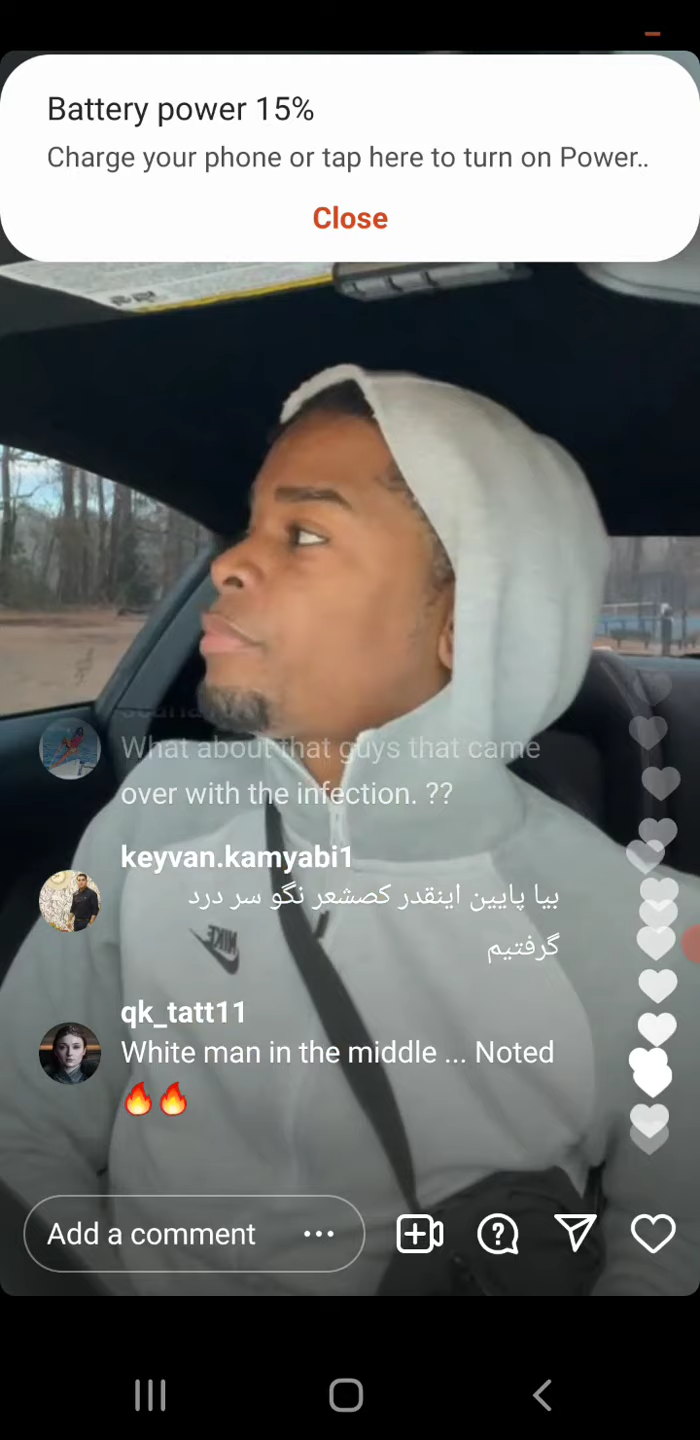 Battery power 15%
Charge your phone or tap here to turn on Power..
Close
What about that guys that came
over with the infection. ??
keyvan.kamyabi1
بیا پایین اینقدر کصشعر نگو سر درد
گرفتیم
NIKE
qk_tatt11
White man in the middle ... Noted
🔥🔥
Add a comment